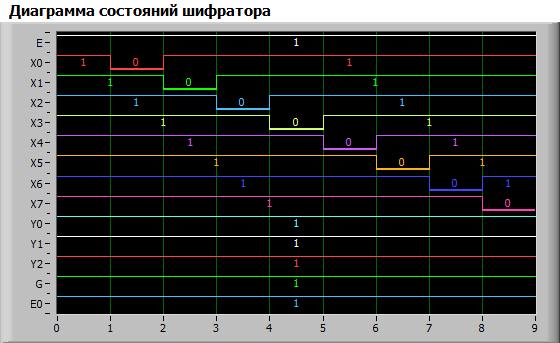 Диаграмма состояний шифратора
E 1
X0 1 0 1
X1 1 0 1
X2 1 0 1
X3 1 0 1
X4 1 0 1
X5 1 0 1
X6 1 0 1
X7 1 0
Y0 1
Y1 1
Y2 1
G 1
E0 1
0 1 2 3 4 5 6 7 8 9